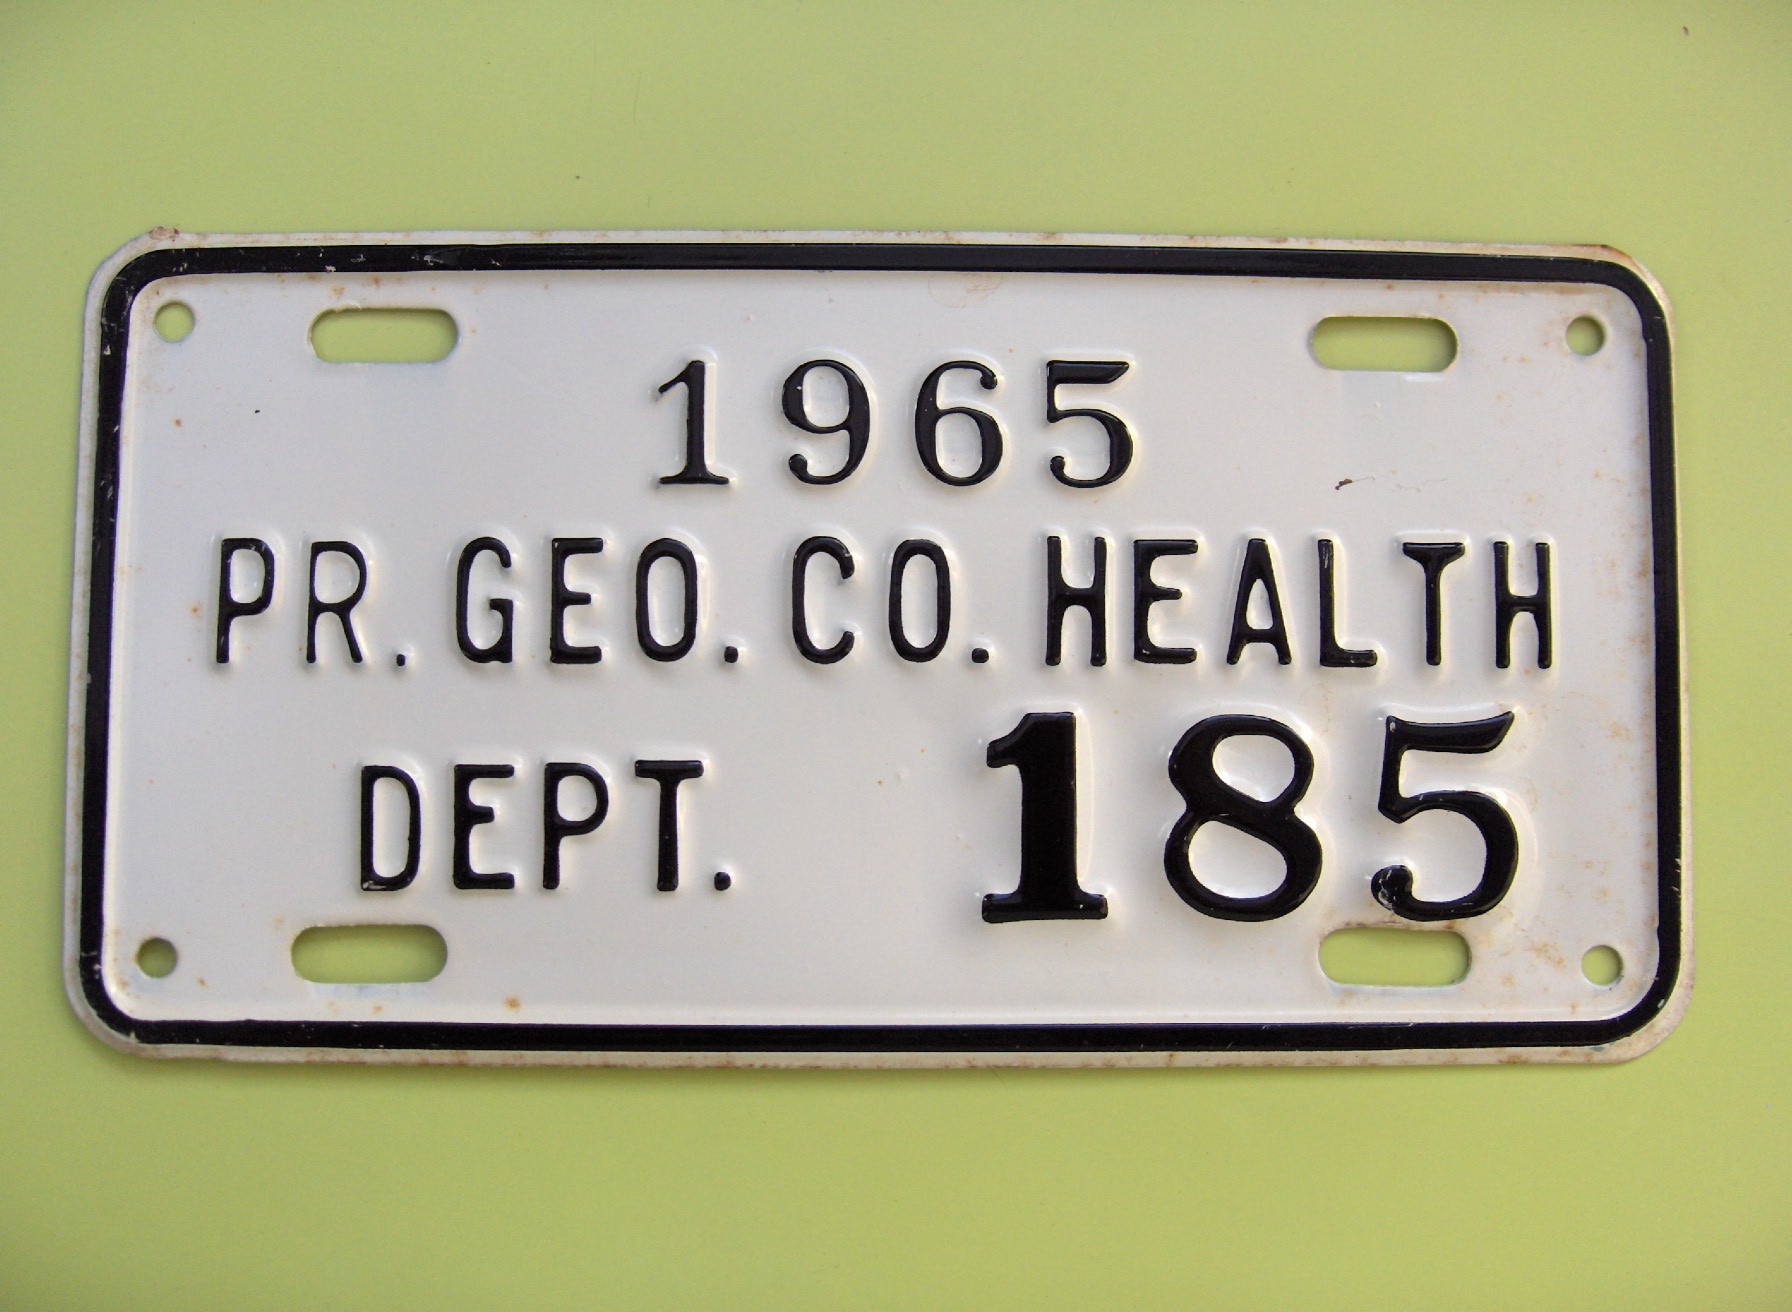 1965
PR. GEO. CO. HEALTH
DEPT. 185